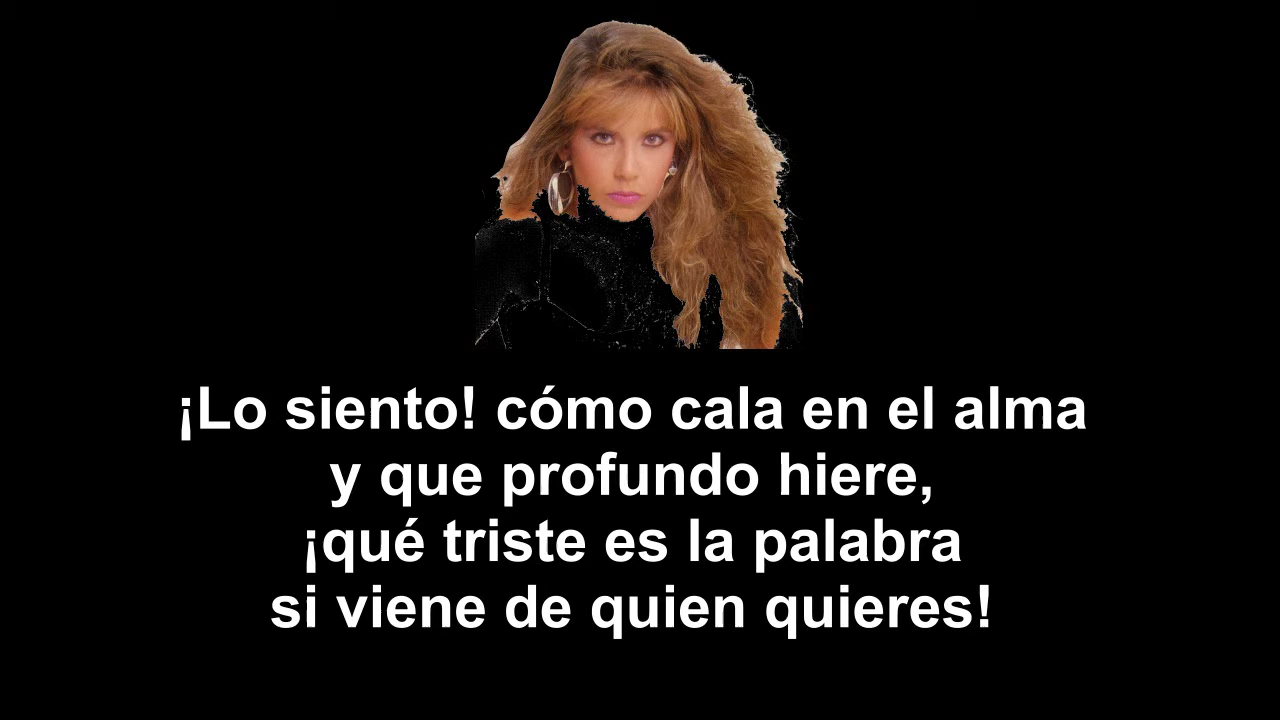 ¡Lo siento! cómo cala en el alma
y que profundo hiere,
¡qué triste es la palabra
si viene de quien quieres!